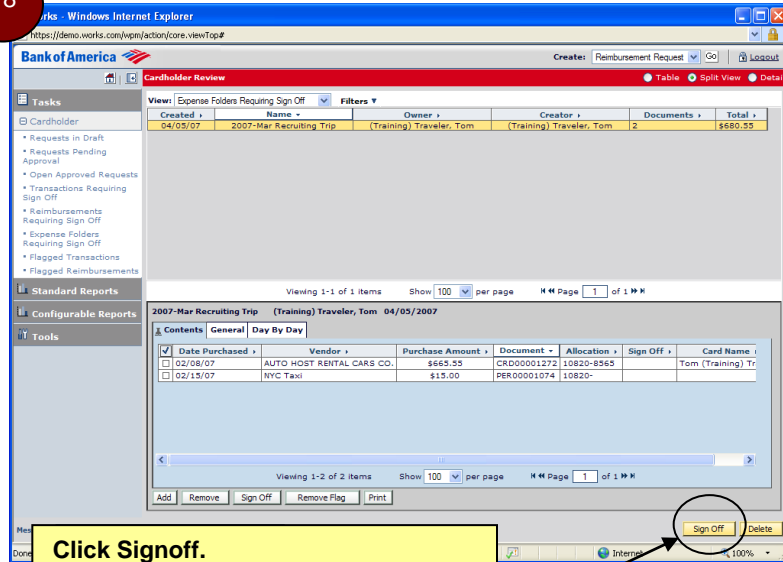 8
orks - Windows Internet Explorer
https://demo.works.com/wpm/action/core.viewTop#
Bank of America
Create: Reimbursement Request Go Logout
Cardholder Review Table Split View Detai
Tasks
Cardholder
Requests in Draft
Requests Pending
Approval
Open Approved Requests
Transactions Requiring
Sign Off
Reimbursements
Requiring Sign Off
Expense Folders
Requiring Sign Off
Flagged Transactions
Flagged Reimbursements
Standard Reports
Configurable Reports
Tools
View: Expense Folders Requiring Sign Off Filters
Created Name Owner Creator Documents Total
04/05/07 2007-Mar Recruiting Trip (Training) Traveler, Tom (Training) Traveler, Tom 2 $680.55
Viewing 1-1 of 1 items Show 100 per page Page 1 of 1
2007-Mar Recruiting Trip (Training) Traveler, Tom 04/05/2007
Contents General Day By Day
Date Purchased Vendor Purchase Amount Document Allocation Sign Off Card Name
02/08/07 AUTO HOST RENTAL CARS CO. $665.55 CRD00001272 10820-8565 Tom (Training) Tr
02/15/07 NYC Taxi $15.00 PER00001074 10820-
Viewing 1-2 of 2 items Show 100 per page Page 1 of 1
Add Remove Sign Off Remove Flag Print
Sign Off Delete
Mes
Done Internet 100%
Click Signoff.